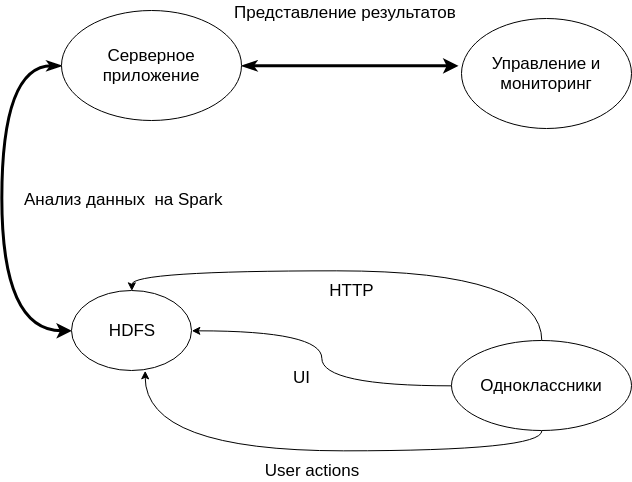 Представление результатов
Серверное
приложение
Управление и
мониторинг
Анализ данных  на Spark
HTTP
HDFS
UI
Одноклассники
User actions